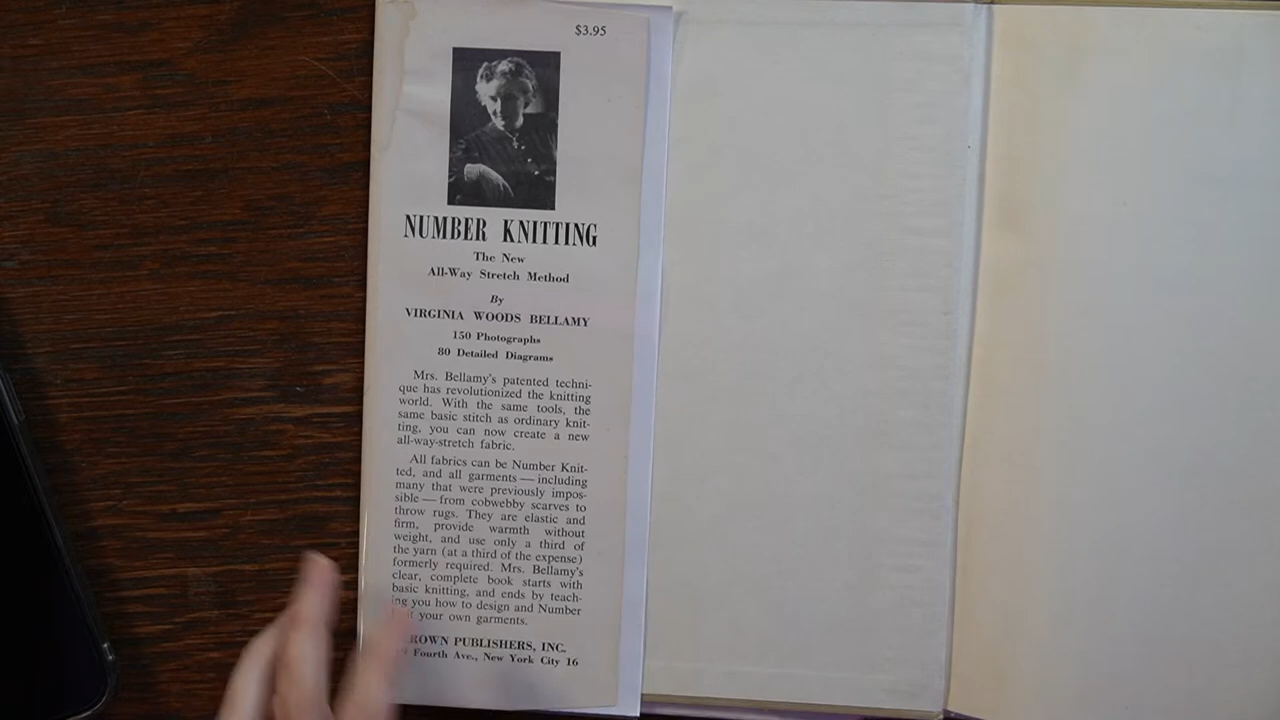 $3.95
NUMBER KNITTING
The New
All-Way Stretch Method
By
VIRGINIA WOODS BELLAMY
150 Photographs
80 Detailed Diagrams
Mrs. Bellamy's patented techni-
que has revolutionized the knitting
world. With the same tools, the
same basic stitch as ordinary knit-
ting, you can now create a new
all-way-stretch fabric.
All fabrics can be Number Knit-
ted, and all garments — including
many that were previously impos-
sible — from cobwebby scarves to
throw rugs. They are elastic and
firm, provide warmth without
weight, and use only a third of
the yarn (at a third of the expense)
formerly required. Mrs. Bellamy's
clear, complete book starts with
basic knitting, and ends by teach-
ing you how to design and Number
your own garments.
PUBLISHERS, INC.
Fourth Ave., New York City 16